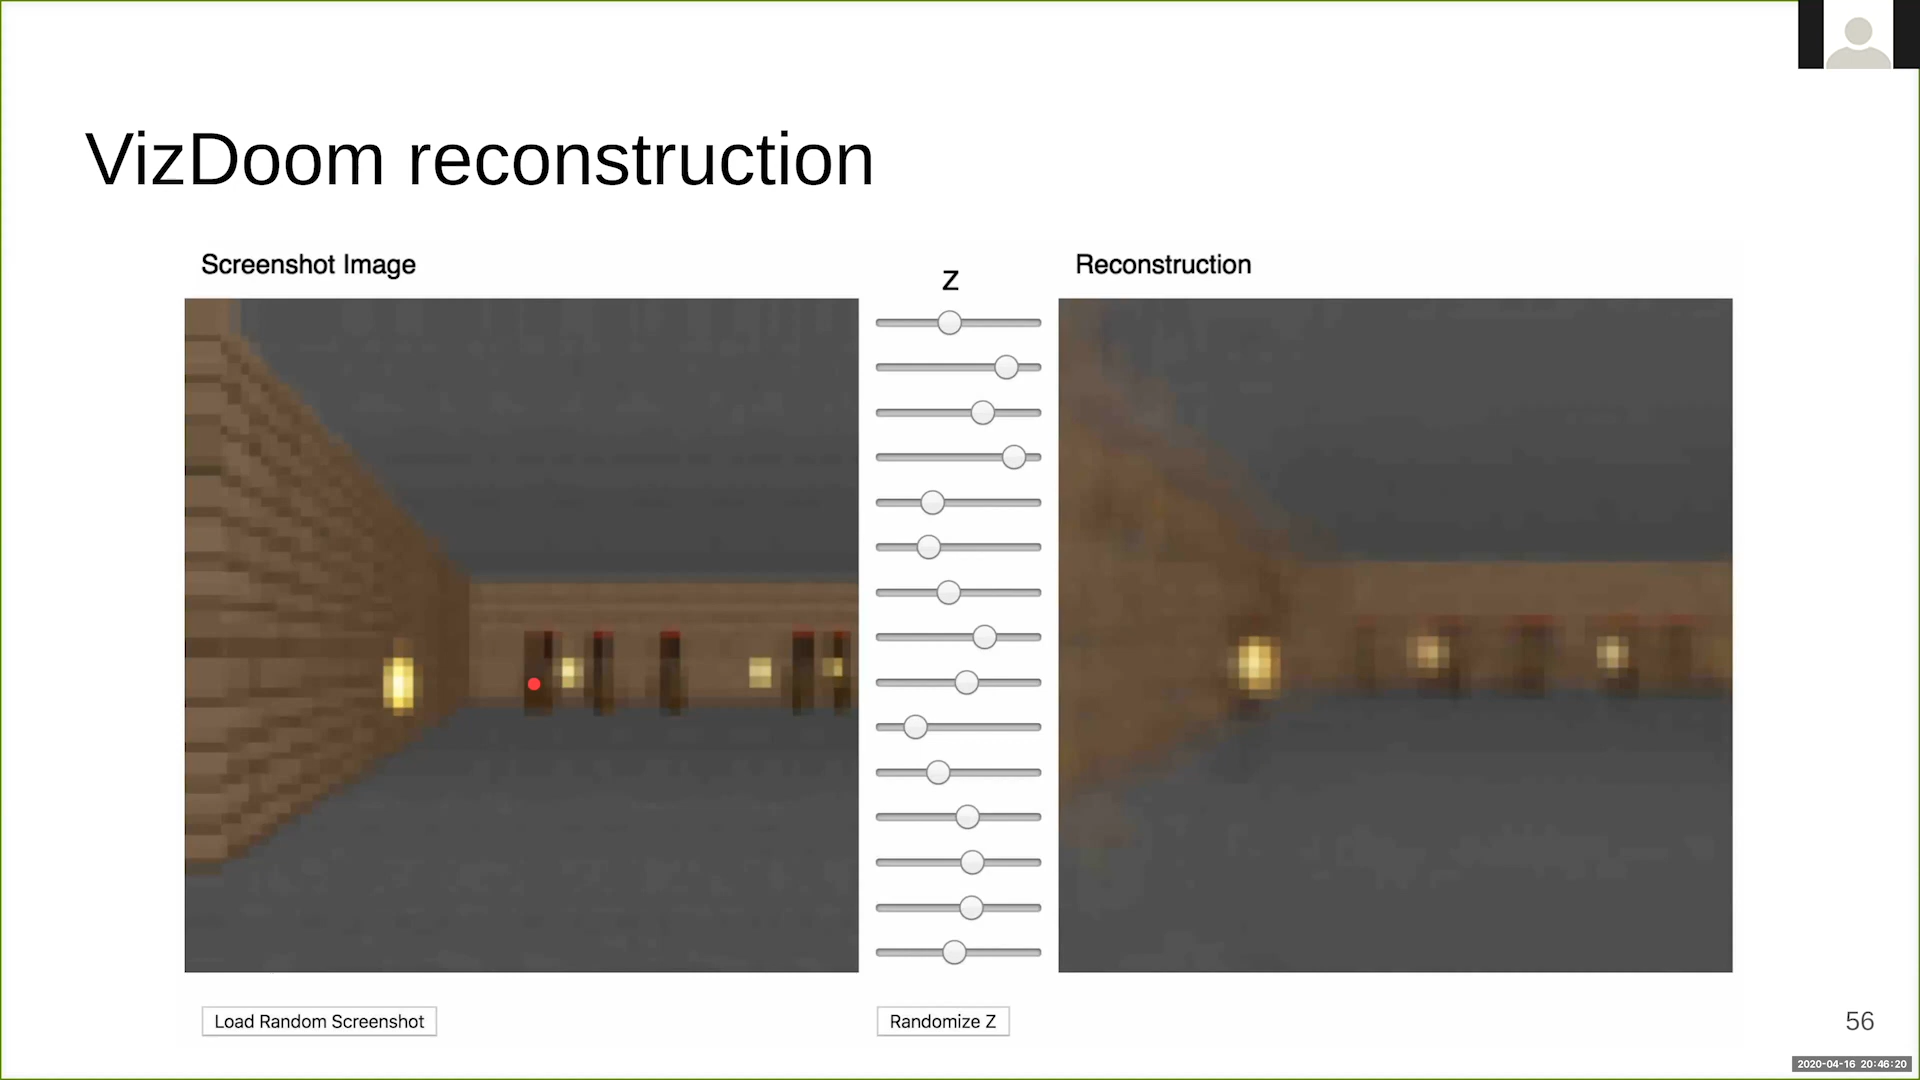 VizDoom reconstruction
Screenshot Image
z
Reconstruction
Load Random Screenshot
Randomize Z
56
2020-04-16 20:46:20